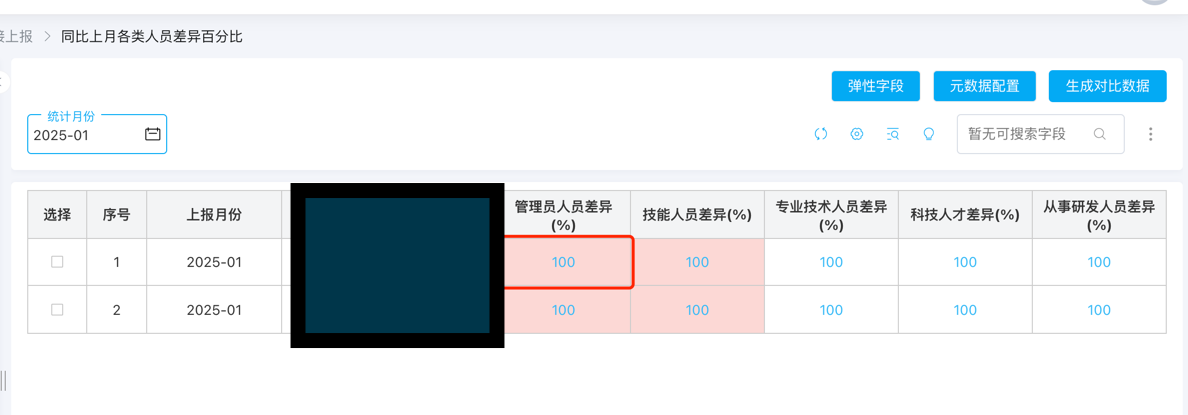 上报 > 同比上月各类人员差异百分比
弹性字段 元数据配置 生成对比数据
统计月份
2025-01
暂无可搜索字段
选择 序号 上报月份 管理员人员差异(%) 技能人员差异(%) 专业技术人员差异(%) 科技人才差异(%) 从事研发人员差异(%)
1 2025-01 100 100 100 100 100
2 2025-01 100 100 100 100 100